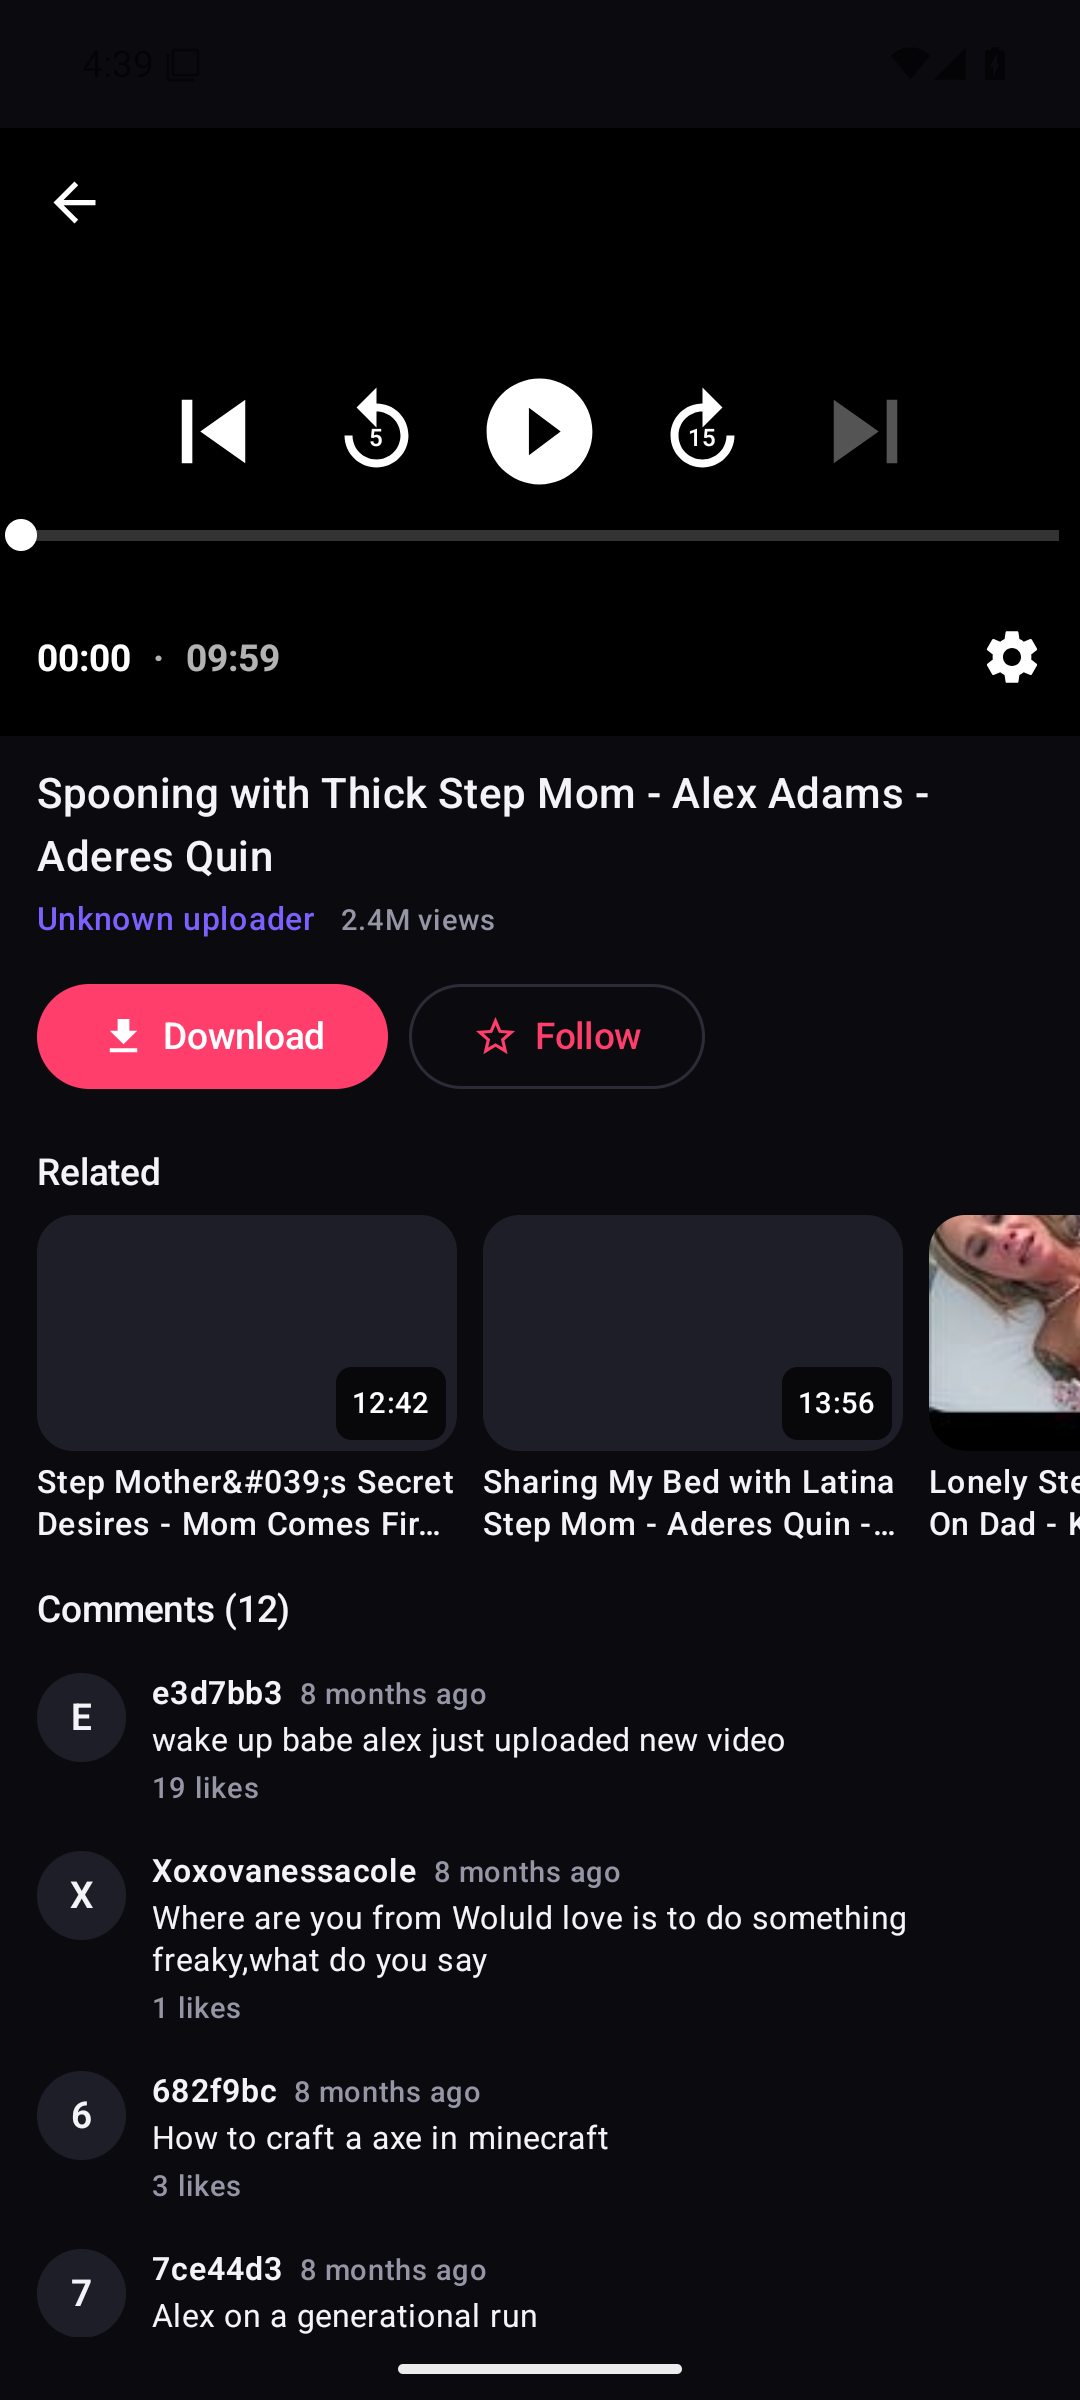 4:39
5
15
00:00 · 09:59
Spooning with Thick Step Mom - Alex Adams -
Aderes Quin
Unknown uploader 2.4M views
Download
Follow
Related
12:42
13:56
Step Mother&#039;s Secret
Desires - Mom Comes Fir...
Sharing My Bed with Latina
Step Mom - Aderes Quin -...
Lonely Ste
On Dad - K
Comments (12)
E
e3d7bb3 8 months ago
wake up babe alex just uploaded new video
19 likes
X
Xoxovanessacole 8 months ago
Where are you from Woluld love is to do something
freaky,what do you say
1 likes
6
682f9bc 8 months ago
How to craft a axe in minecraft
3 likes
7
7ce44d3 8 months ago
Alex on a generational run